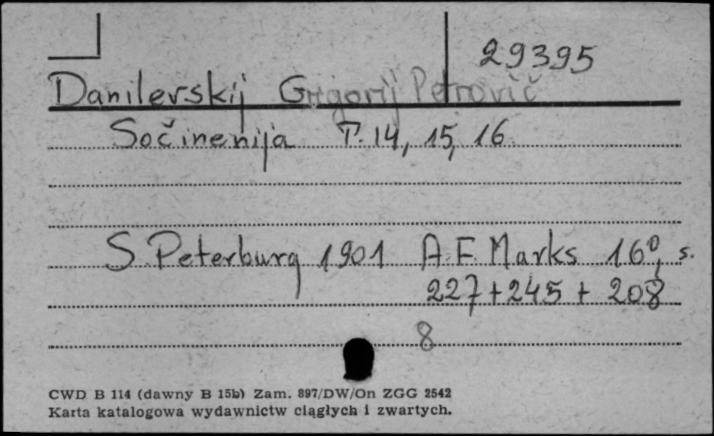 29395
Danilevskij Grigorij Petrovič
Sočinenija T. 14, 15, 16
S. Peterburg 1901 A. F. Marks 16⁰, s.
227 + 245 + 208
8
CWD B 114 (dawny B 15b) Zam. 897/DW/On ZGG 2542
Karta katalogowa wydawnictw ciągłych i zwartych.